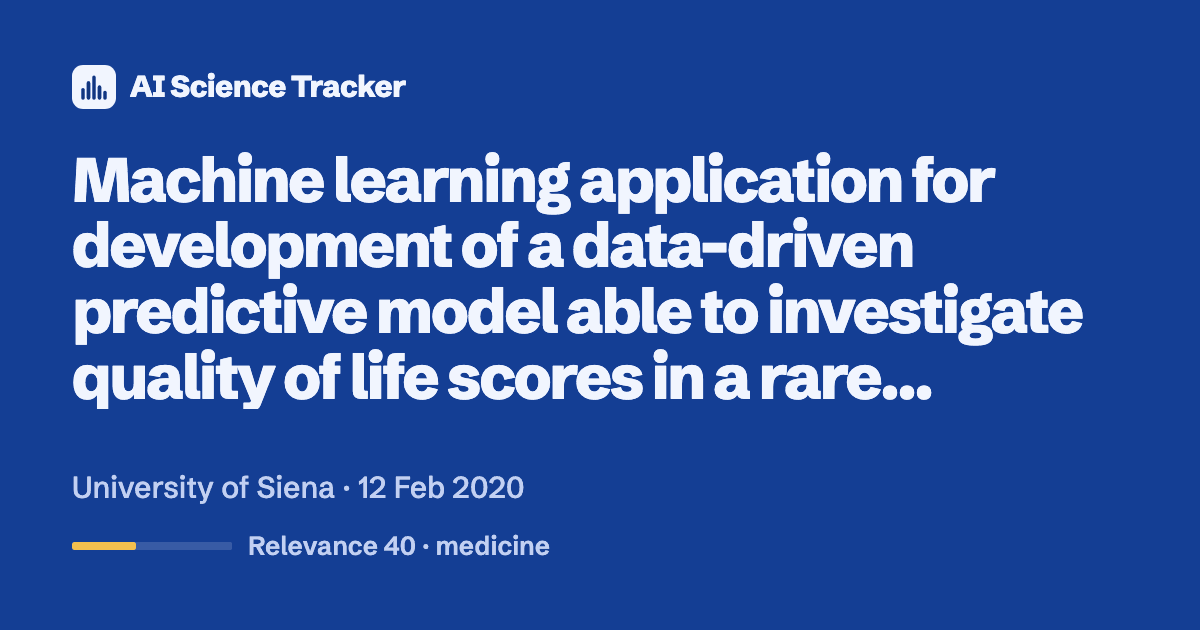 AI Science Tracker
Machine learning application for
development of a data-driven
predictive model able to investigate
quality of life scores in a rare...
University of Siena · 12 Feb 2020
Relevance 40 · medicine